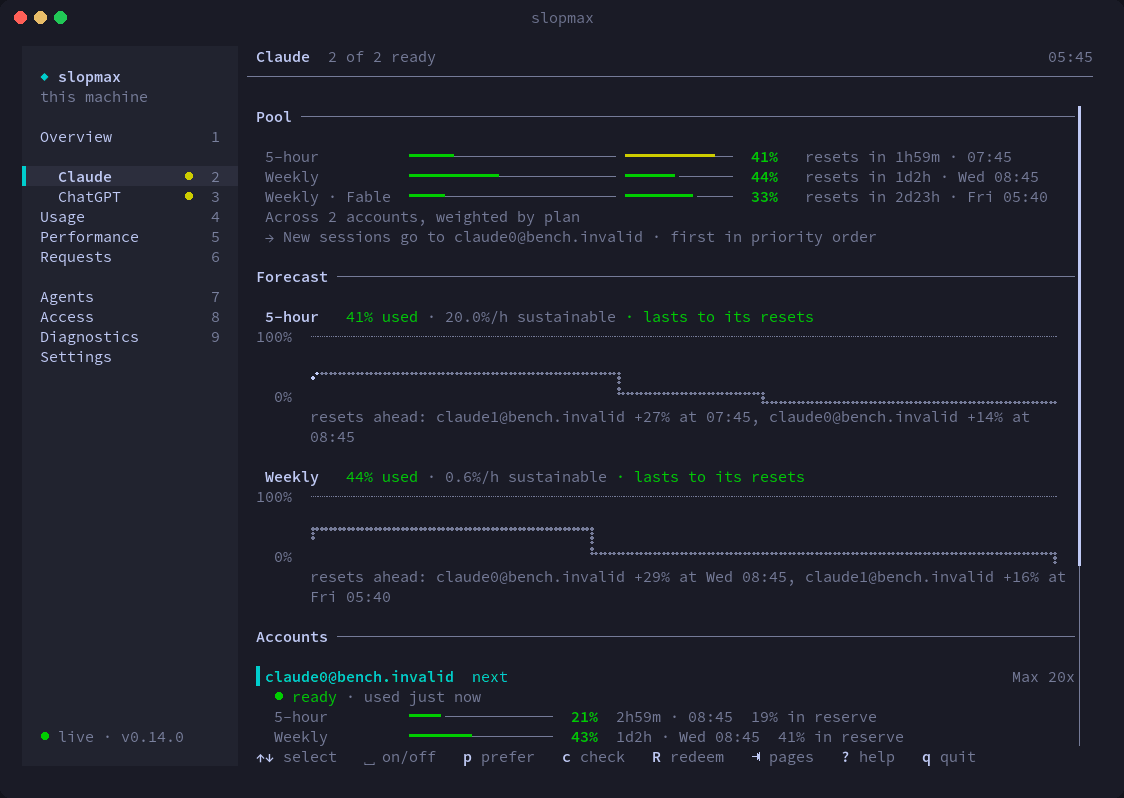 slopmax
Claude 2 of 2 ready 05:45
◆ slopmax
this machine
Overview 1
Claude ● 2
ChatGPT ● 3
Usage 4
Performance 5
Requests 6
Agents 7
Access 8
Diagnostics 9
Settings
● live · v0.14.0
Pool
5-hour 41% resets in 1h59m · 07:45
Weekly 44% resets in 1d2h · Wed 08:45
Weekly · Fable 33% resets in 2d23h · Fri 05:40
Across 2 accounts, weighted by plan
→ New sessions go to claude0@bench.invalid · first in priority order
Forecast
5-hour 41% used · 20.0%/h sustainable · lasts to its resets
100%
0%
resets ahead: claude1@bench.invalid +27% at 07:45, claude0@bench.invalid +14% at
08:45
Weekly 44% used · 0.6%/h sustainable · lasts to its resets
100%
0%
resets ahead: claude0@bench.invalid +29% at Wed 08:45, claude1@bench.invalid +16% at
Fri 05:40
Accounts
claude0@bench.invalid next Max 20x
● ready · used just now
5-hour 21% 2h59m · 08:45 19% in reserve
Weekly 43% 1d2h · Wed 08:45 41% in reserve
↑↓ select ␣ on/off p prefer c check R redeem ⇥ pages ? help q quit